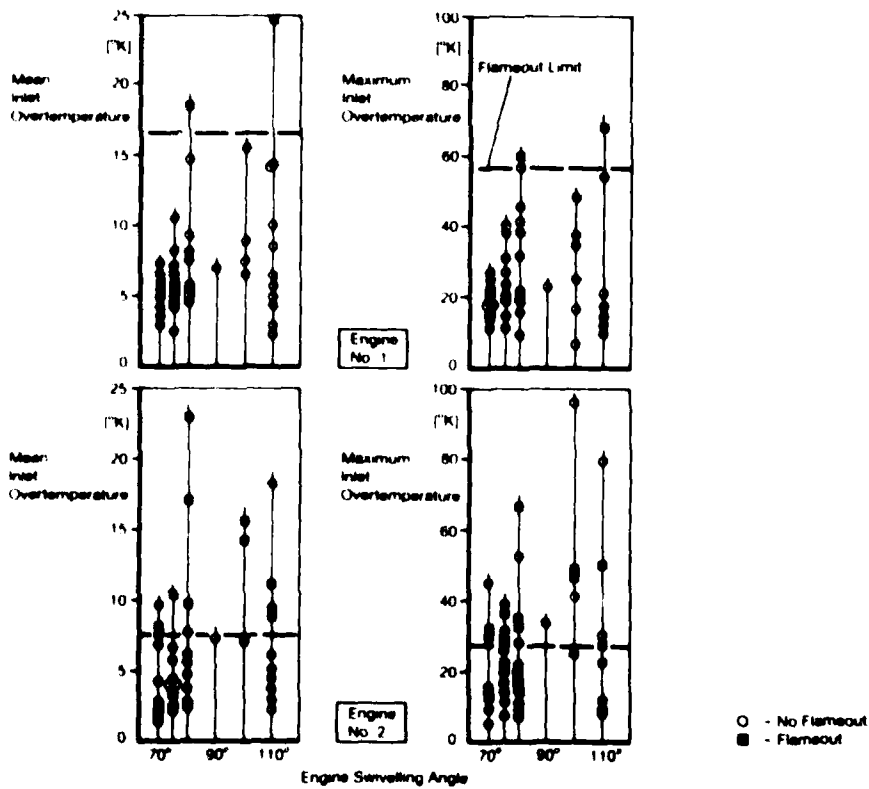 25
[°K]
Mean
Inlet
Overtemperature
20
15
10
5
0
100
[°K]
Maximum
Inlet
Overtemperature
Flameout Limit
80
60
40
20
0
Engine
No. 1
25
[°K]
Mean
Inlet
Overtemperature
20
15
10
5
0
70° 90° 110°
100
[°K]
Maximum
Inlet
Overtemperature
80
60
40
20
0
70° 90° 110°
Engine
No. 2
O - No Flameout
■ - Flameout
Engine Swivelling Angle